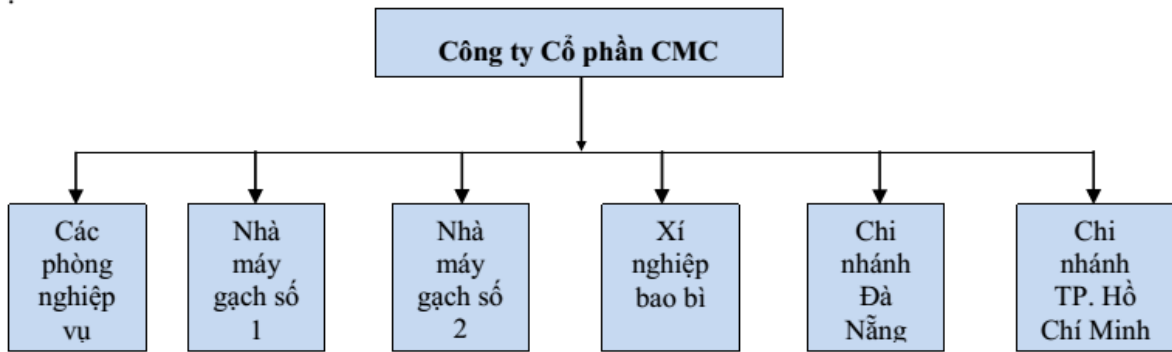 Công ty Cổ phần CMC
Các
phòng
nghiệp
vụ
Nhà
máy
gạch số
1
Nhà
máy
gạch số
2
Xí
nghiệp
bao bì
Chi
nhánh
Đà
Nẵng
Chi
nhánh
TP. Hồ
Chí Minh